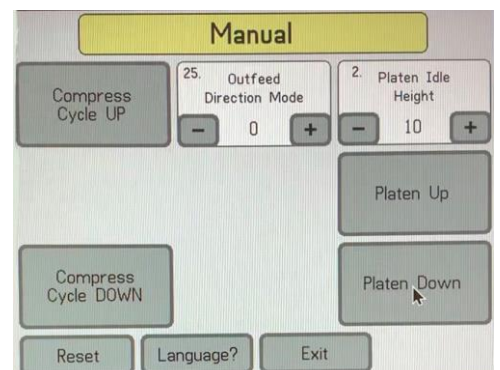 Manual
Compress
Cycle UP
25.
Outfeed
Direction Mode
- 0 +
2.
Platen Idle
Height
- 10 +
Platen Up
Compress
Cycle DOWN
Platen Down
Reset
Language?
Exit